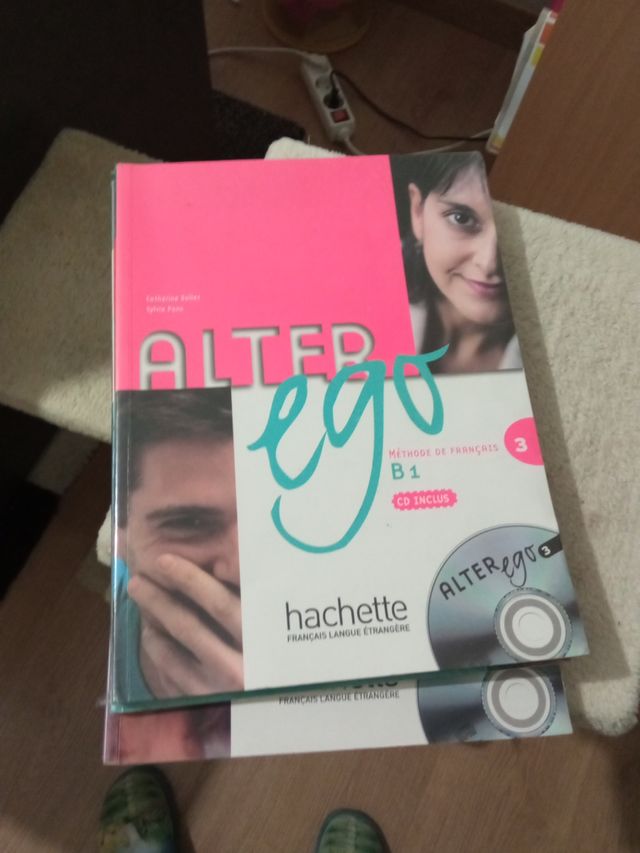 Catherine Dollez
Sylvie Pons
ALTER
ego
MÉTHODE DE FRANÇAIS 3
B1
CD INCLUS
ALTER ego 3
hachette
FRANÇAIS LANGUE ÉTRANGÈRE
FRANÇAIS LANGUE ÉTRANGÈRE